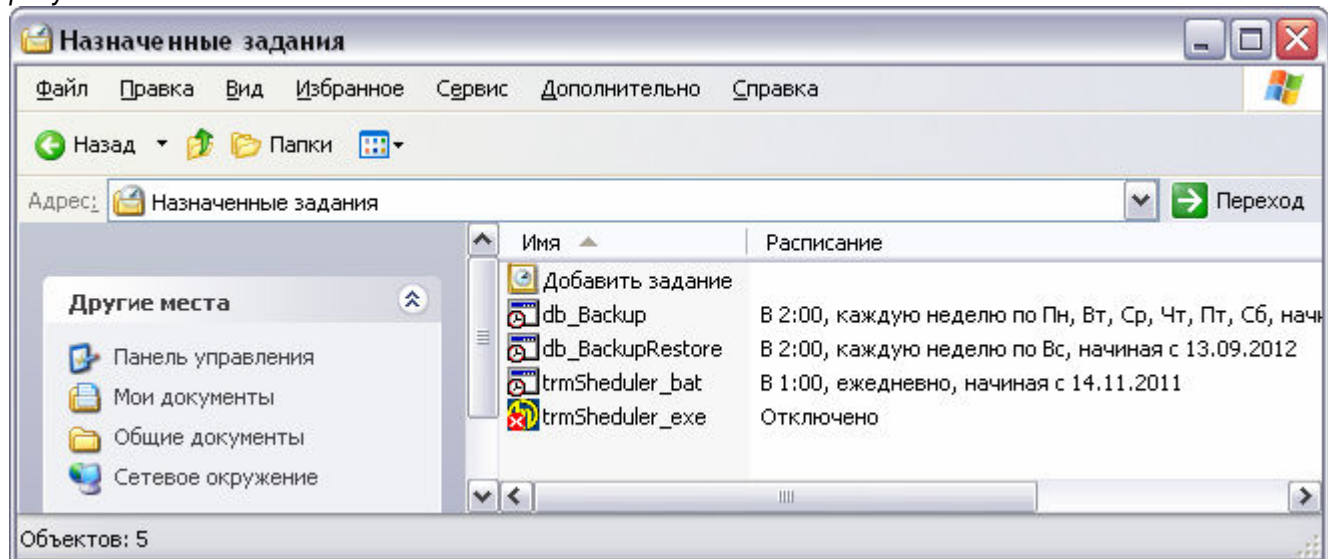 Назначенные задания
Файл Правка Вид Избранное Сервис Дополнительно Справка
Назад Папки
Адрес: Назначенные задания Переход
Имя Расписание
Другие места
Панель управления
Мои документы
Общие документы
Сетевое окружение
Добавить задание
db_Backup В 2:00, каждую неделю по Пн, Вт, Ср, Чт, Пт, Сб,
db_BackupRestore В 2:00, каждую неделю по Вс, начиная с 13.09.2012
trmSheduler_bat В 1:00, ежедневно, начиная с 14.11.2011
trmSheduler_exe Отключено
Объектов: 5